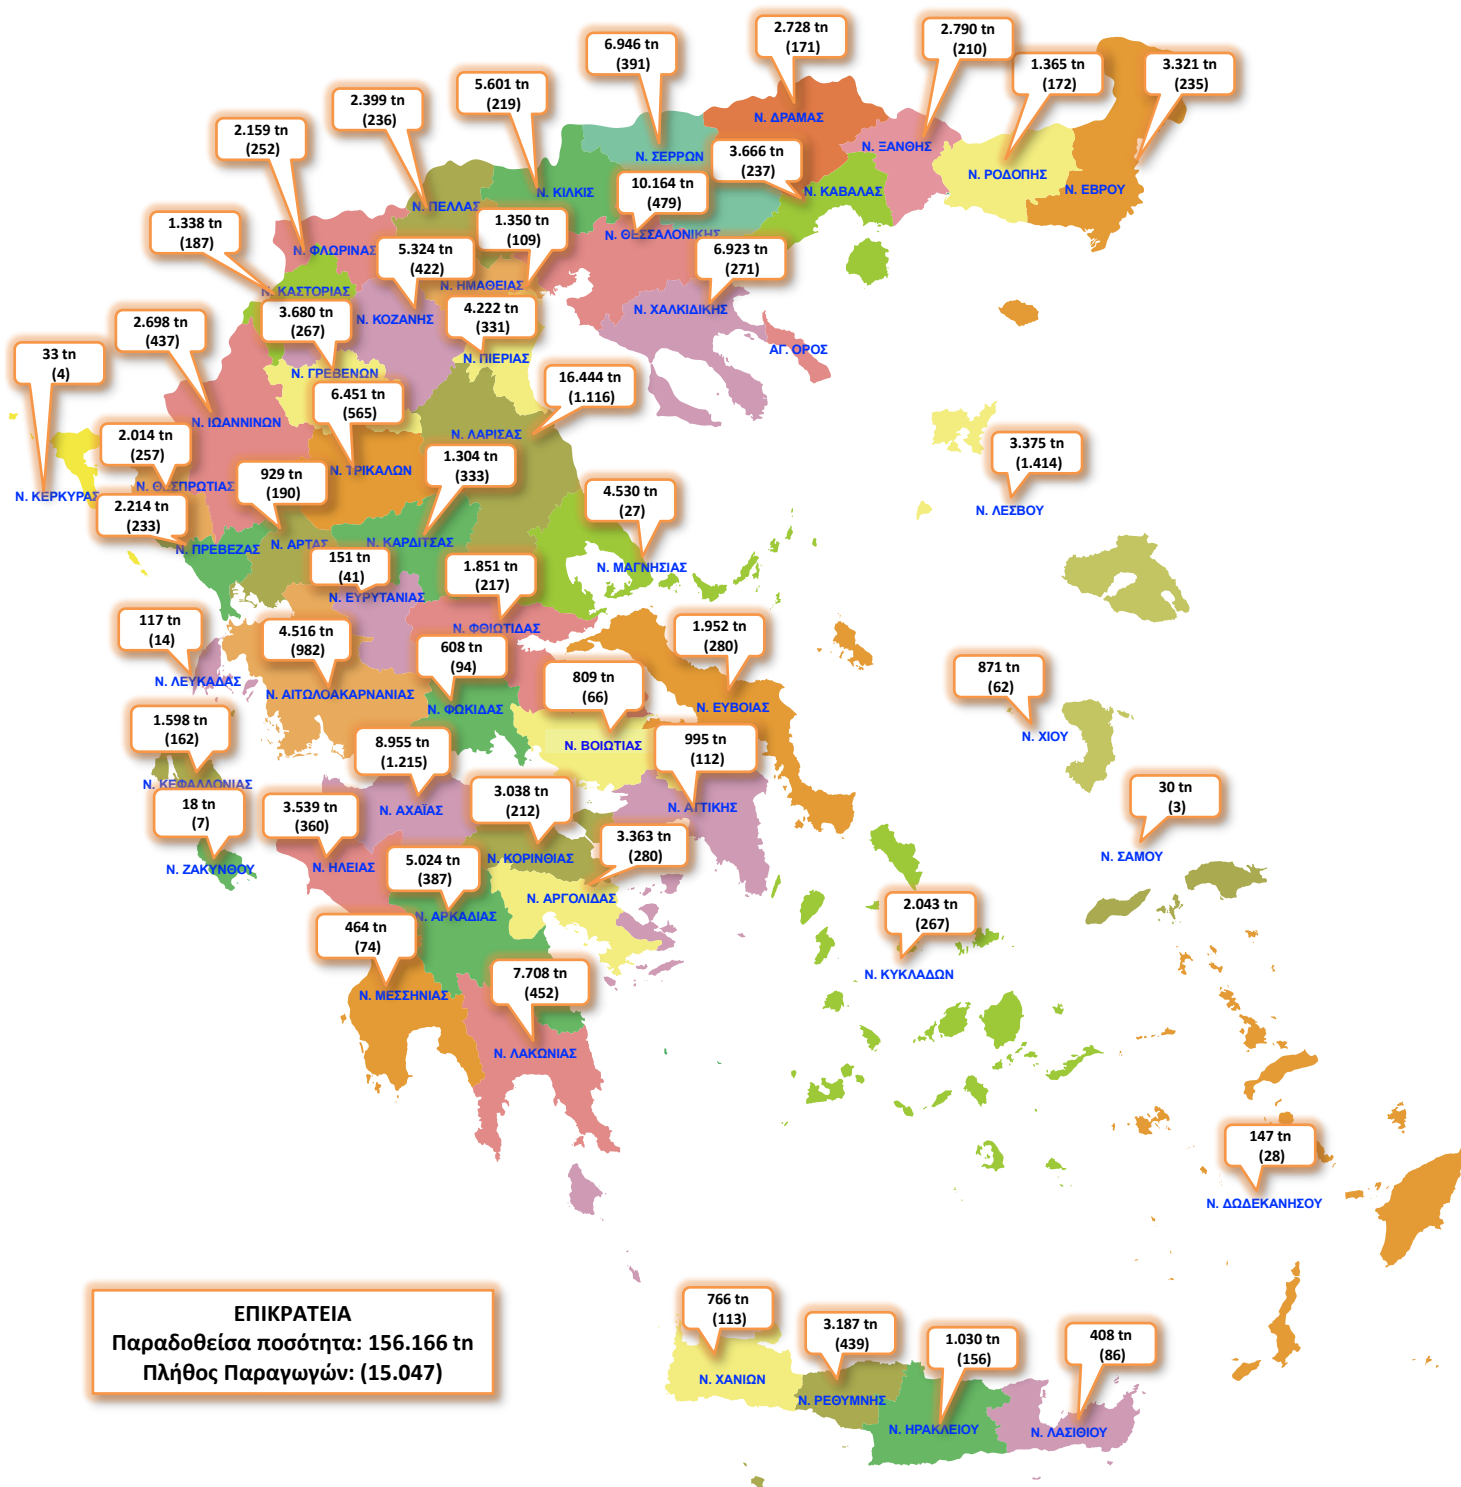 2.728 tn
(171)
2.790 tn
(210)
6.946 tn
(391)
1.365 tn
(172)
3.321 tn
(235)
5.601 tn
(219)
2.399 tn
(236)
2.159 tn
(252)
Ν. ΔΡΑΜΑΣ
Ν. ΞΑΝΘΗΣ
Ν. ΣΕΡΡΩΝ
3.666 tn
(237)
Ν. ΡΟΔΟΠΗΣ
Ν. ΕΒΡΟΥ
Ν. ΚΑΒΑΛΑΣ
Ν. ΚΙΛΚΙΣ
10.164 tn
(479)
Ν. ΠΕΛΛΑΣ
1.350 tn
(109)
Ν. ΘΕΣΣΑΛΟΝΙΚΗΣ
1.338 tn
(187)
Ν. ΦΛΩΡΙΝΑΣ
5.324 tn
(422)
6.923 tn
(271)
Ν. ΚΑΣΤΟΡΙΑΣ
Ν. ΗΜΑΘΕΙΑΣ
3.680 tn
(267)
Ν. ΚΟΖΑΝΗΣ
4.222 tn
(331)
Ν. ΧΑΛΚΙΔΙΚΗΣ
2.698 tn
(437)
ΑΓ. ΟΡΟΣ
33 tn
(4)
Ν. ΓΡΕΒΕΝΩΝ
Ν. ΠΙΕΡΙΑΣ
16.444 tn
(1.116)
6.451 tn
(565)
Ν. ΙΩΑΝΝΙΝΩΝ
Ν. ΛΑΡΙΣΑΣ
2.014 tn
(257)
3.375 tn
(1.414)
929 tn
(190)
Ν. ΤΡΙΚΑΛΩΝ
1.304 tn
(333)
Ν. ΚΕΡΚΥΡΑΣ
Ν. ΘΕΣΠΡΩΤΙΑΣ
2.214 tn
(233)
4.530 tn
(27)
Ν. ΛΕΣΒΟΥ
Ν. ΠΡΕΒΕΖΑΣ
Ν. ΑΡΤΑΣ
Ν. ΚΑΡΔΙΤΣΑΣ
151 tn
(41)
1.851 tn
(217)
Ν. ΜΑΓΝΗΣΙΑΣ
Ν. ΕΥΡΥΤΑΝΙΑΣ
117 tn
(14)
4.516 tn
(982)
Ν. ΦΘΙΩΤΙΔΑΣ
1.952 tn
(280)
608 tn
(94)
871 tn
(62)
Ν. ΛΕΥΚΑΔΑΣ
Ν. ΑΙΤΩΛΟΑΚΑΡΝΑΝΙΑΣ
809 tn
(66)
Ν. ΦΩΚΙΔΑΣ
Ν. ΕΥΒΟΙΑΣ
1.598 tn
(162)
8.955 tn
(1.215)
Ν. ΒΟΙΩΤΙΑΣ
995 tn
(112)
Ν. ΧΙΟΥ
Ν. ΚΕΦΑΛΛΟΝΙΑΣ
18 tn
(7)
3.539 tn
(360)
Ν. ΑΧΑΪΑΣ
3.038 tn
(212)
Ν. ΑΤΤΙΚΗΣ
30 tn
(3)
Ν. ΖΑΚΥΝΘΟΥ
Ν. ΗΛΕΙΑΣ
5.024 tn
(387)
Ν. ΚΟΡΙΝΘΙΑΣ
3.363 tn
(280)
Ν. ΣΑΜΟΥ
Ν. ΑΡΓΟΛΙΔΑΣ
464 tn
(74)
Ν. ΑΡΚΑΔΙΑΣ
2.043 tn
(267)
Ν. ΜΕΣΣΗΝΙΑΣ
7.708 tn
(452)
Ν. ΚΥΚΛΑΔΩΝ
Ν. ΛΑΚΩΝΙΑΣ
147 tn
(28)
Ν. ΔΩΔΕΚΑΝΗΣΟΥ
ΕΠΙΚΡΑΤΕΙΑ
Παραδοθείσα ποσότητα: 156.166 tn
Πλήθος Παραγωγών: (15.047)
766 tn
(113)
3.187 tn
(439)
1.030 tn
(156)
408 tn
(86)
Ν. ΧΑΝΙΩΝ
Ν. ΡΕΘΥΜΝΗΣ
Ν. ΗΡΑΚΛΕΙΟΥ
Ν. ΛΑΣΙΘΙΟΥ